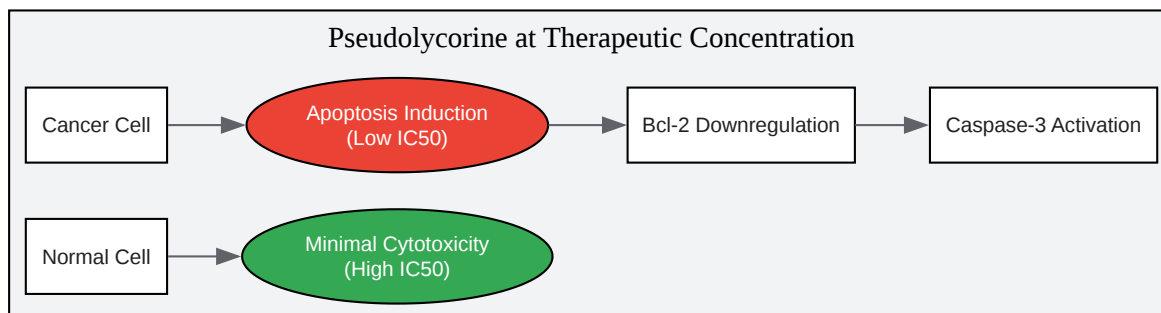 Pseudolycorine at Therapeutic Concentration
Cancer Cell
Apoptosis Induction
(Low IC50)
Bcl-2 Downregulation
Caspase-3 Activation
Normal Cell
Minimal Cytotoxicity
(High IC50)